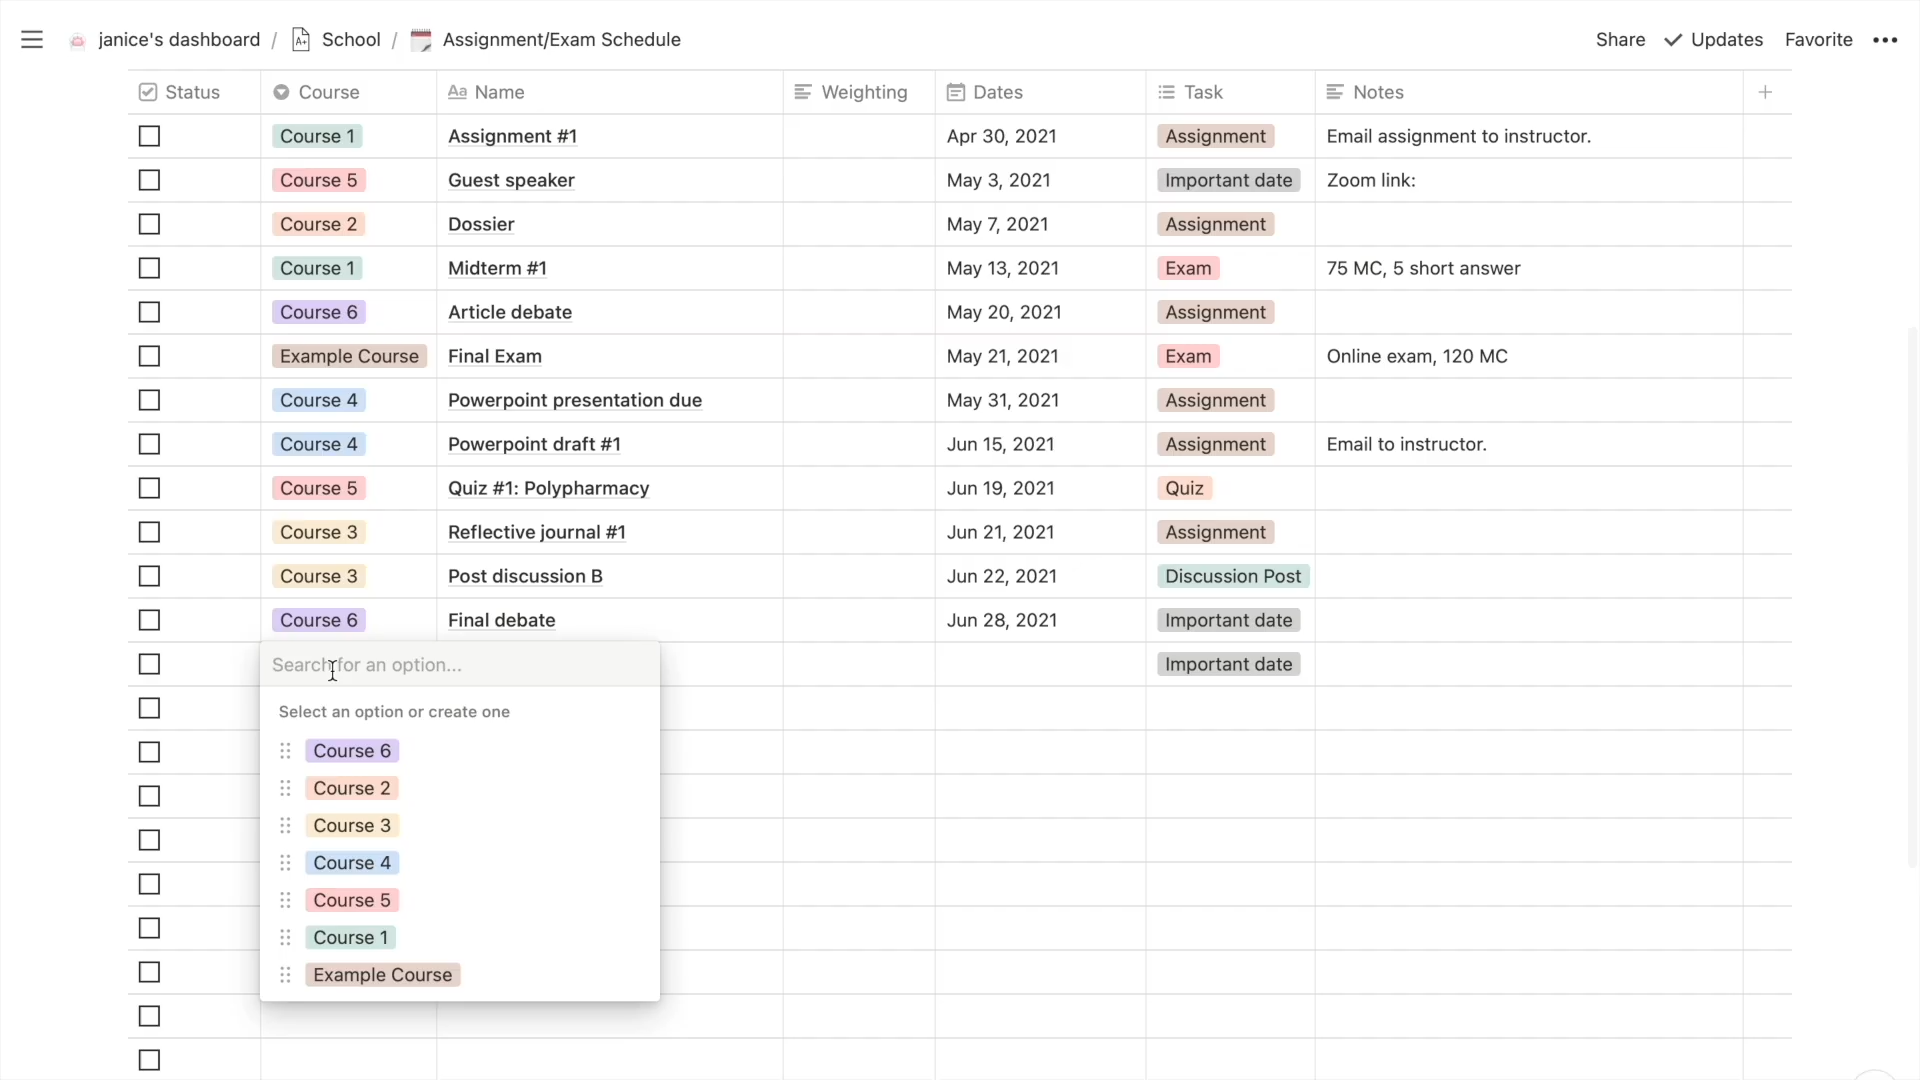 janice's dashboard / School / Assignment/Exam Schedule Share Updates Favorite
Status Course Aa Name Weighting Dates Task Notes
Course 1 Assignment #1 Apr 30, 2021 Assignment Email assignment to instructor.
Course 5 Guest speaker May 3, 2021 Important date Zoom link:
Course 2 Dossier May 7, 2021 Assignment
Course 1 Midterm #1 May 13, 2021 Exam 75 MC, 5 short answer
Course 6 Article debate May 20, 2021 Assignment
Example Course Final Exam May 21, 2021 Exam Online exam, 120 MC
Course 4 Powerpoint presentation due May 31, 2021 Assignment
Course 4 Powerpoint draft #1 Jun 15, 2021 Assignment Email to instructor.
Course 5 Quiz #1: Polypharmacy Jun 19, 2021 Quiz
Course 3 Reflective journal #1 Jun 21, 2021 Assignment
Course 3 Post discussion B Jun 22, 2021 Discussion Post
Course 6 Final debate Jun 28, 2021 Important date
Search for an option... Important date
Select an option or create one
Course 6
Course 2
Course 3
Course 4
Course 5
Course 1
Example Course